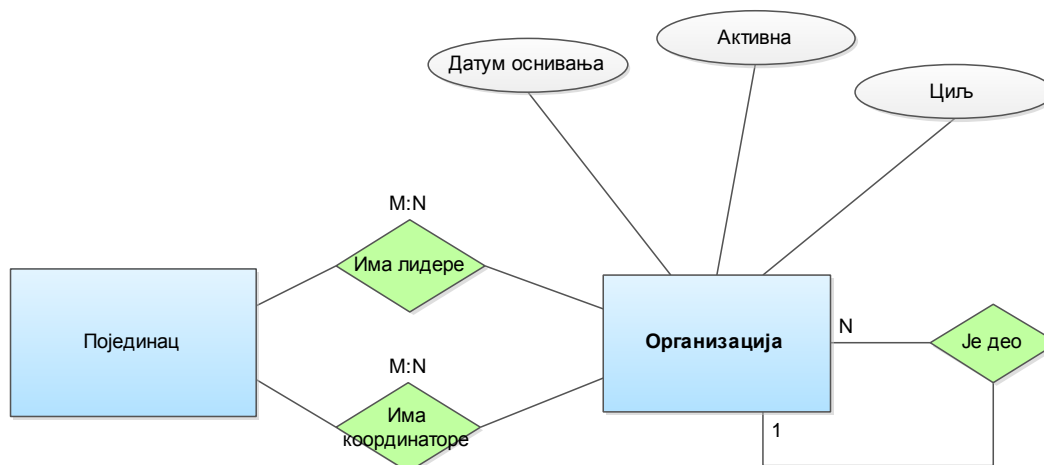 Активна
Датум оснивања
Циљ
M:N
Има лидере
Појединац
Организација
N
Је део
M:N
Има
координаторе
1